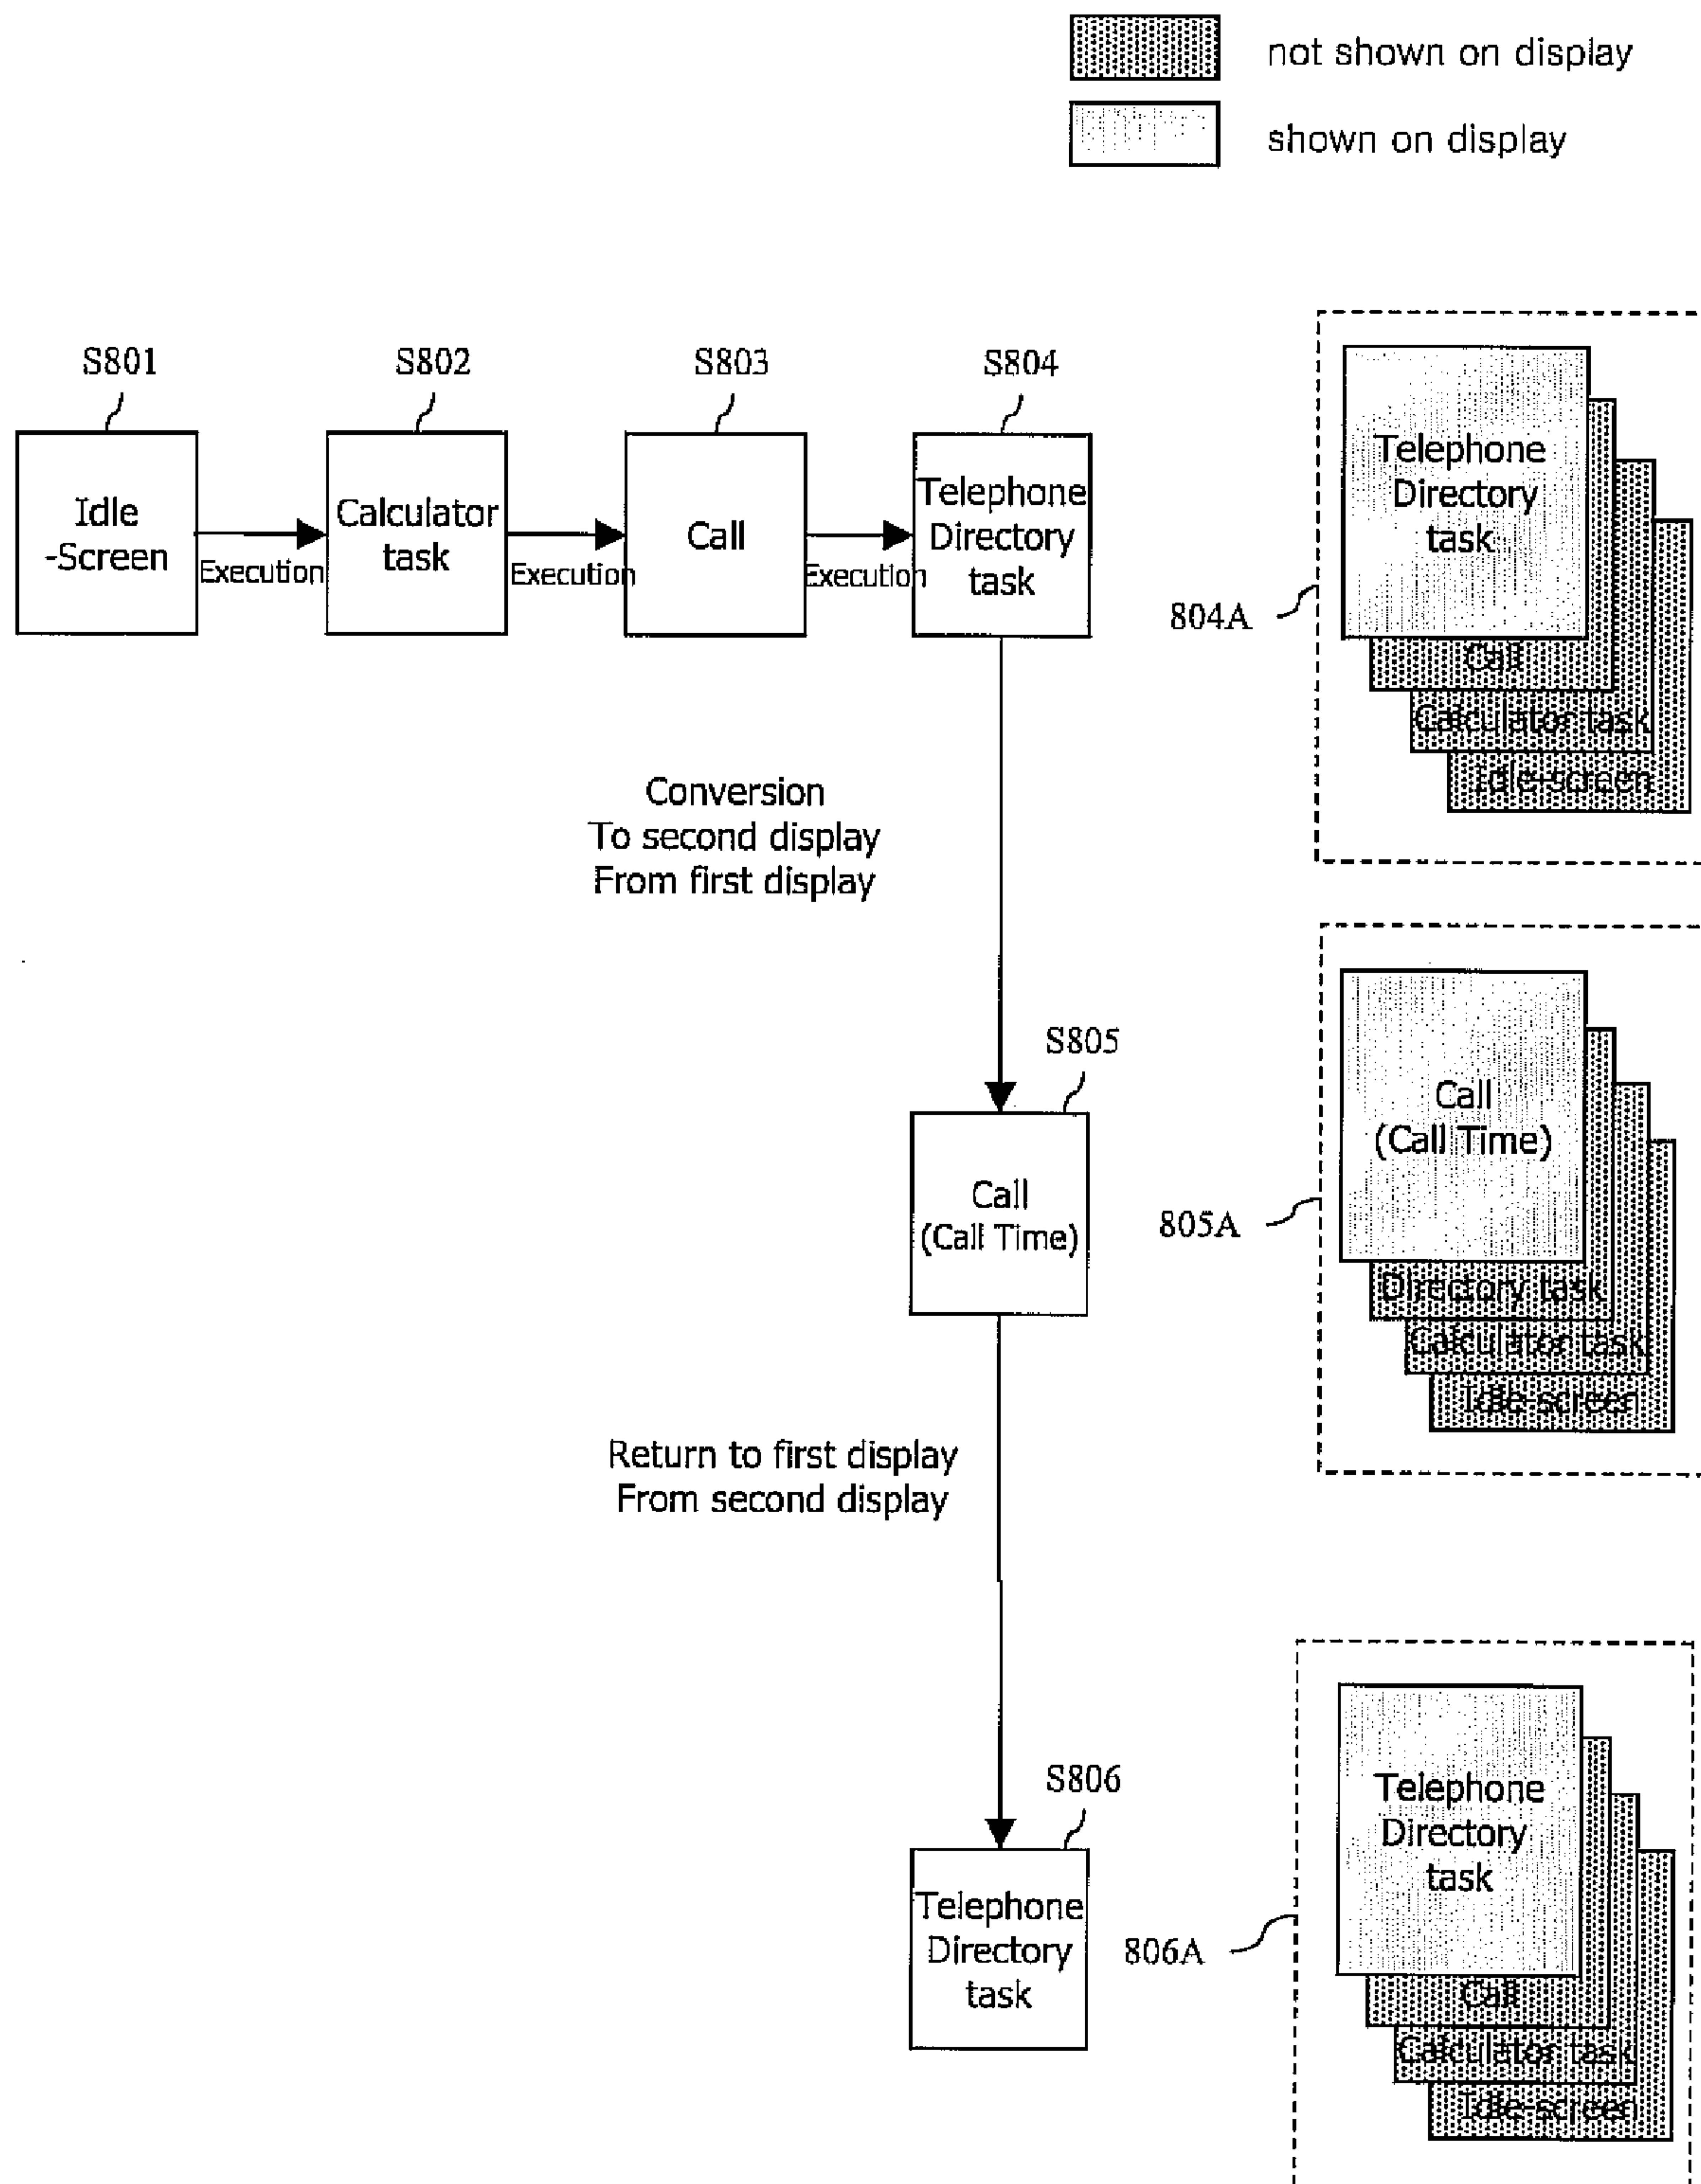 not shown on display
shown on display
S801
S802
S803
S804
Idle
-Screen
Execution
Calculator
task
Execution
Call
Execution
Telephone
Directory
task
804A
Telephone
Directory
task
Call
Calculator task
Idle-screen
Conversion
To second display
From first display
S805
Call
(Call Time)
805A
Call
(Call Time)
Directory task
Calculator task
Idle-screen
Return to first display
From second display
S806
Telephone
Directory
task
806A
Telephone
Directory
task
Call
Calculator task
Idle-screen